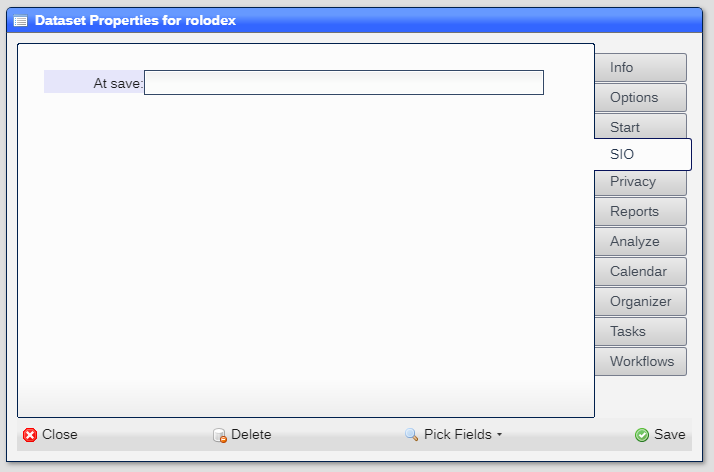 Dataset Properties for rolodex
At save:
Info
Options
Start
SIO
Privacy
Reports
Analyze
Calendar
Organizer
Tasks
Workflows
Close
Delete
Pick Fields
Save